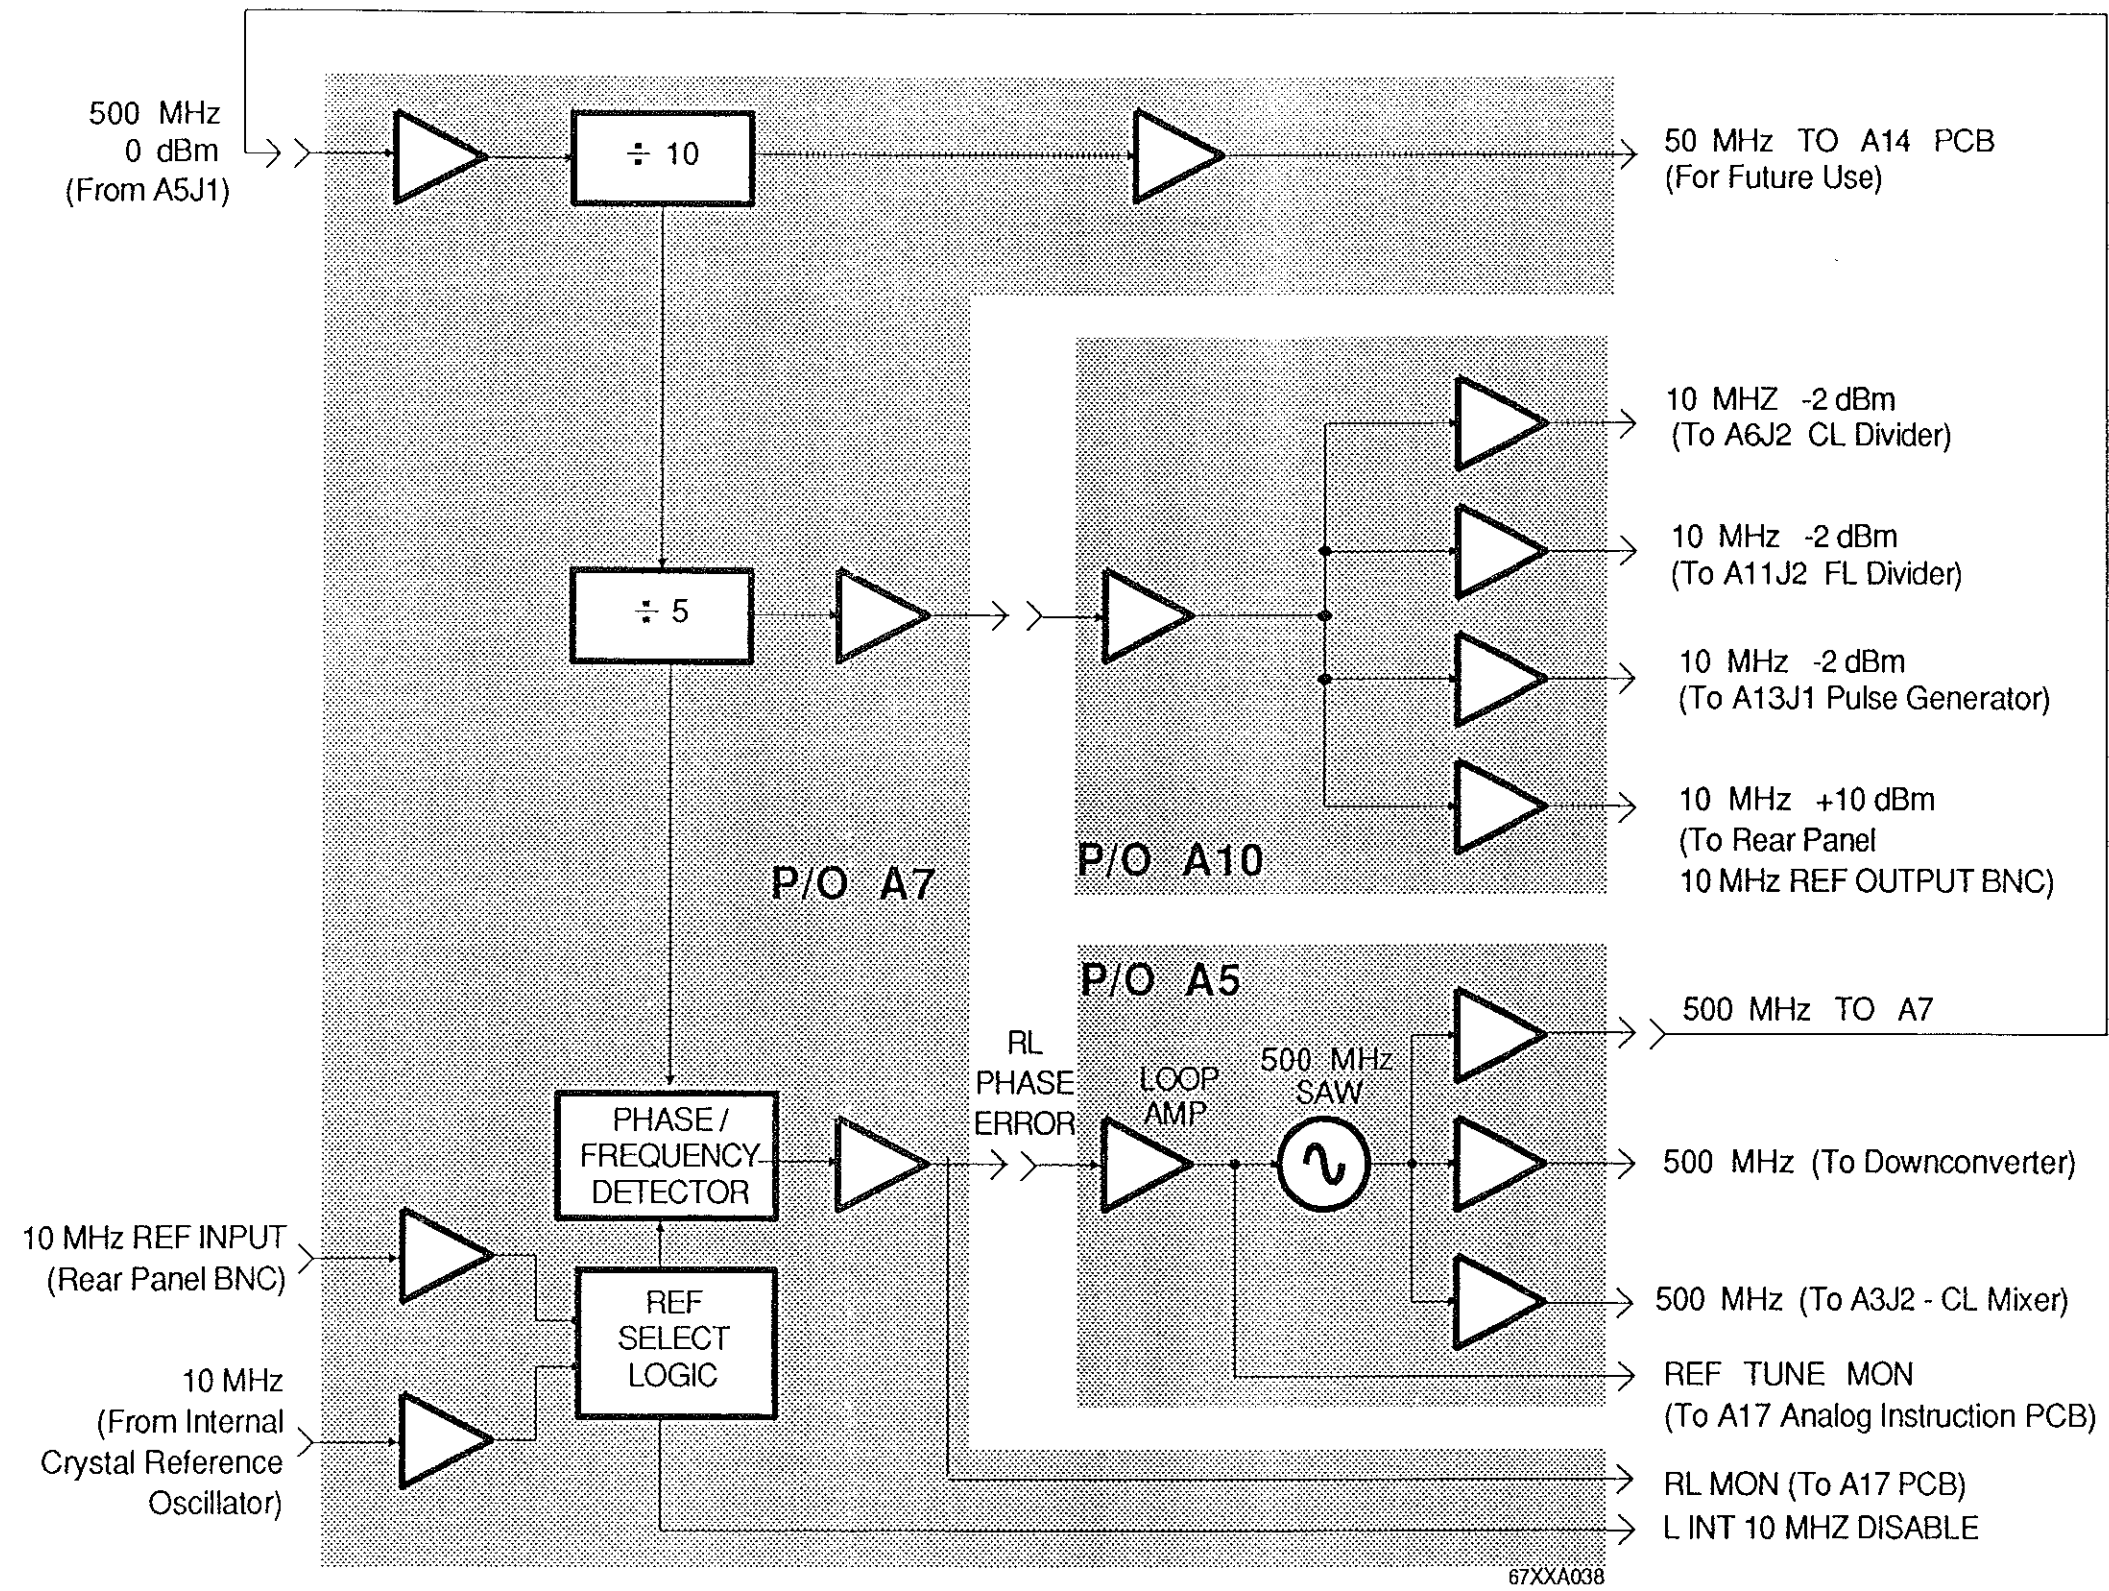 500 MHz
0 dBm
(From A5J1)
÷ 10
50 MHz TO A14 PCB
(For Future Use)
10 MHZ -2 dBm
(To A6J2 CL Divider)
10 MHz -2 dBm
(To A11J2 FL Divider)
÷ 5
10 MHz -2 dBm
(To A13J1 Pulse Generator)
10 MHz +10 dBm
(To Rear Panel
10 MHz REF OUTPUT BNC)
P/O A7
P/O A10
P/O A5
500 MHz TO A7
RL
PHASE
ERROR
LOOP
AMP
500 MHz
SAW
PHASE /
FREQUENCY
DETECTOR
500 MHz (To Downconverter)
10 MHz REF INPUT
(Rear Panel BNC)
REF
SELECT
LOGIC
500 MHz (To A3J2 - CL Mixer)
10 MHz
(From Internal
Crystal Reference
Oscillator)
REF TUNE MON
(To A17 Analog Instruction PCB)
RL MON (To A17 PCB)
L INT 10 MHZ DISABLE
67XXA038